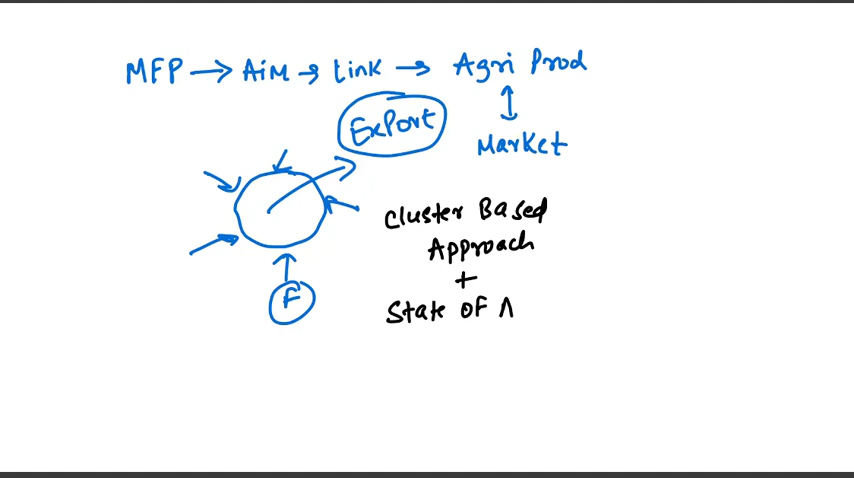 MFP → Aim → Link → Agri Prod
↕
Market
Export
Cluster Based
Approach
+
State OF
F